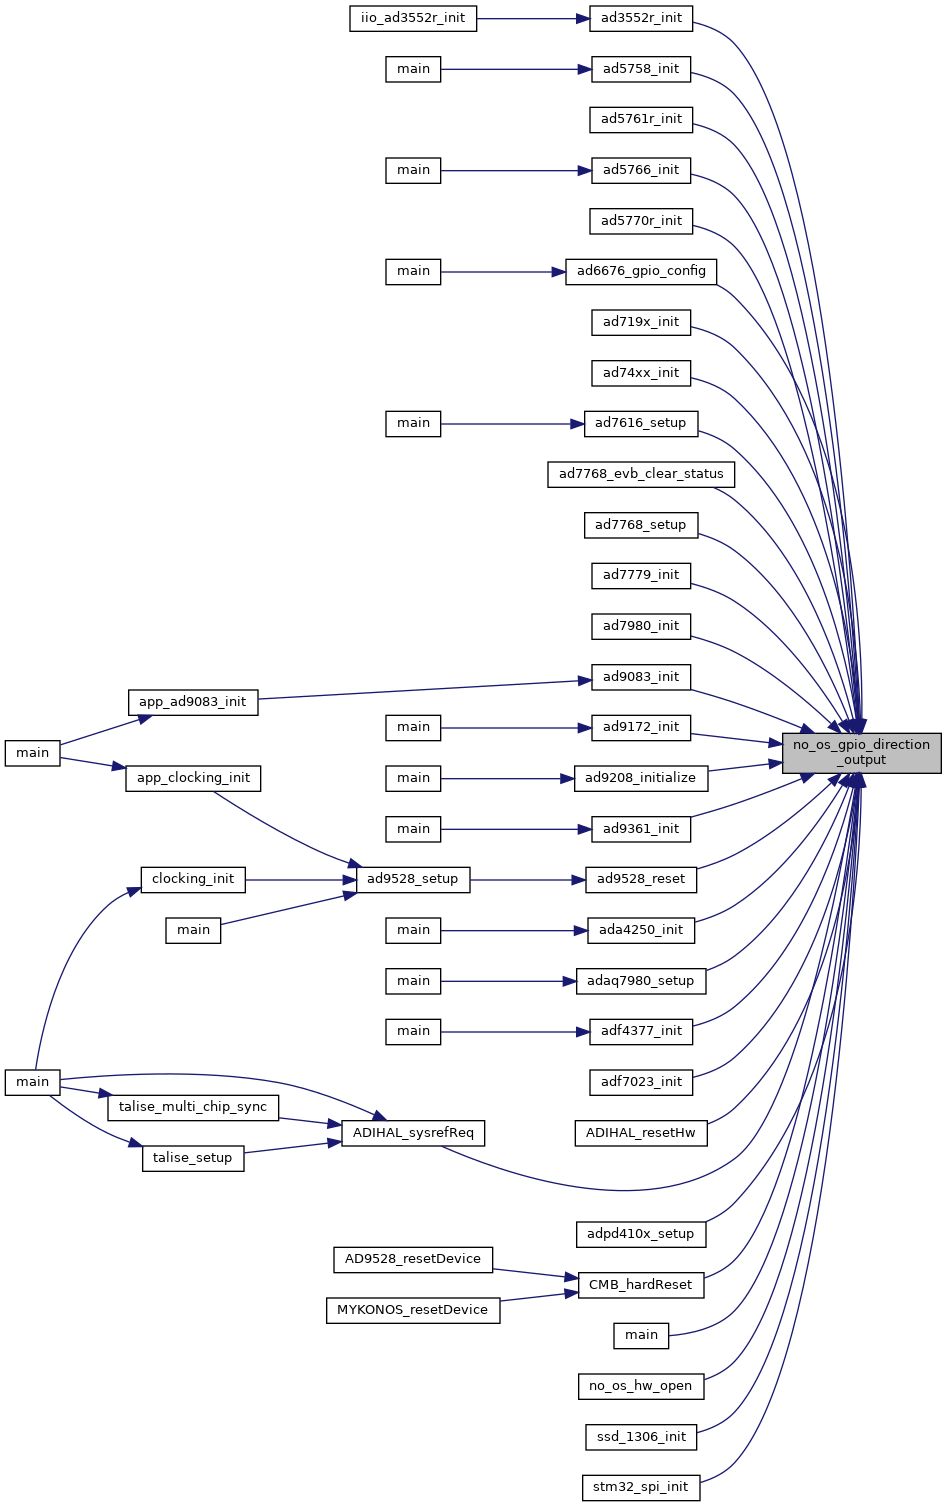 iio_ad3552r_init
ad3552r_init
main
ad5758_init
ad5761r_init
main
ad5766_init
ad5770r_init
main
ad6676_gpio_config
ad719x_init
ad74xx_init
main
ad7616_setup
ad7768_evb_clear_status
ad7768_setup
ad7779_init
ad7980_init
ad9083_init
app_ad9083_init
main
ad9172_init
no_os_gpio_direction
_output
main
app_clocking_init
main
ad9208_initialize
main
ad9361_init
clocking_init
ad9528_setup
ad9528_reset
main
main
ada4250_init
main
adaq7980_setup
main
adf4377_init
main
adf7023_init
talise_multi_chip_sync
ADIHAL_sysrefReq
ADIHAL_resetHw
talise_setup
adpd410x_setup
AD9528_resetDevice
CMB_hardReset
MYKONOS_resetDevice
main
no_os_hw_open
ssd_1306_init
stm32_spi_init